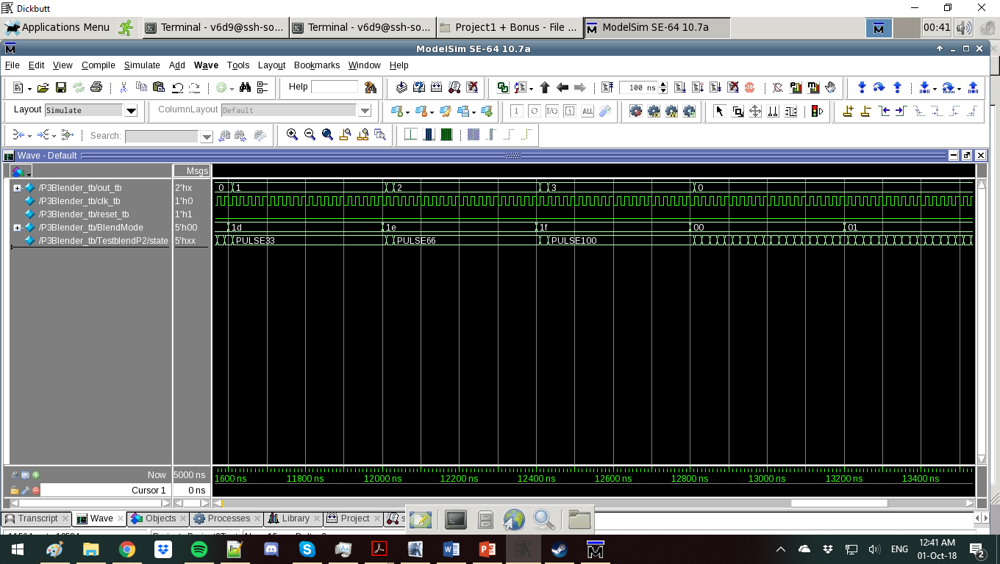 Dickbutt
Applications Menu Terminal - v6d9@ssh-so... Terminal - v6d9@ssh-so... Project1 + Bonus - File ... ModelSim SE-64 10.7a 00:41
ModelSim SE-64 10.7a
File Edit View Compile Simulate Add Wave Tools Layout Bookmarks Window Help
Help 100 ns
Layout Simulate ColumnLayout Default ALL
Search:
Wave - Default
Msgs
/P3Blender_tb/out_tb 2'hx 0 1 2 3 0
/P3Blender_tb/clk_tb 1'h0
/P3Blender_tb/reset_tb 1'h1
/P3Blender_tb/BlendMode 5'h00 1d 1e 1f 00 01
/P3Blender_tb/TestblendP2/state 5'hxx PULSE33 PULSE66 PULSE100
Now 5000 ns 1600 ns 11800 ns 12000 ns 12200 ns 12400 ns 12600 ns 12800 ns 13000 ns 13200 ns 13400 ns
Cursor 1 0 ns
Transcript Wave Objects Processes Library Project s
12:41 AM
ENG
01-Oct-18
2